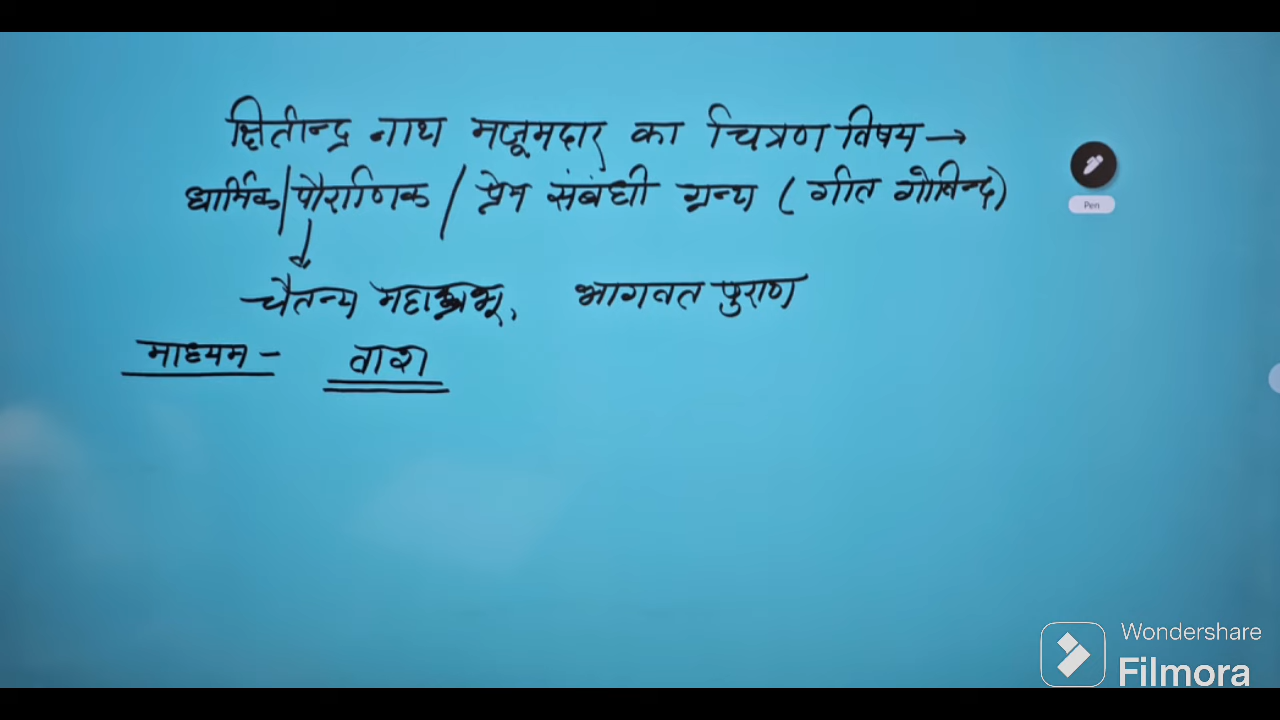 क्षितीन्द्र नाथ मजूमदार का चित्रण विषय →
धार्मिक/पौराणिक / प्रेम संबंधी ग्रन्थ ( गीत गोविन्द)
Pen
चैतन्य महाप्रभू, भागवत पुराण
माध्यम - वाश
Wondershare
Filmora